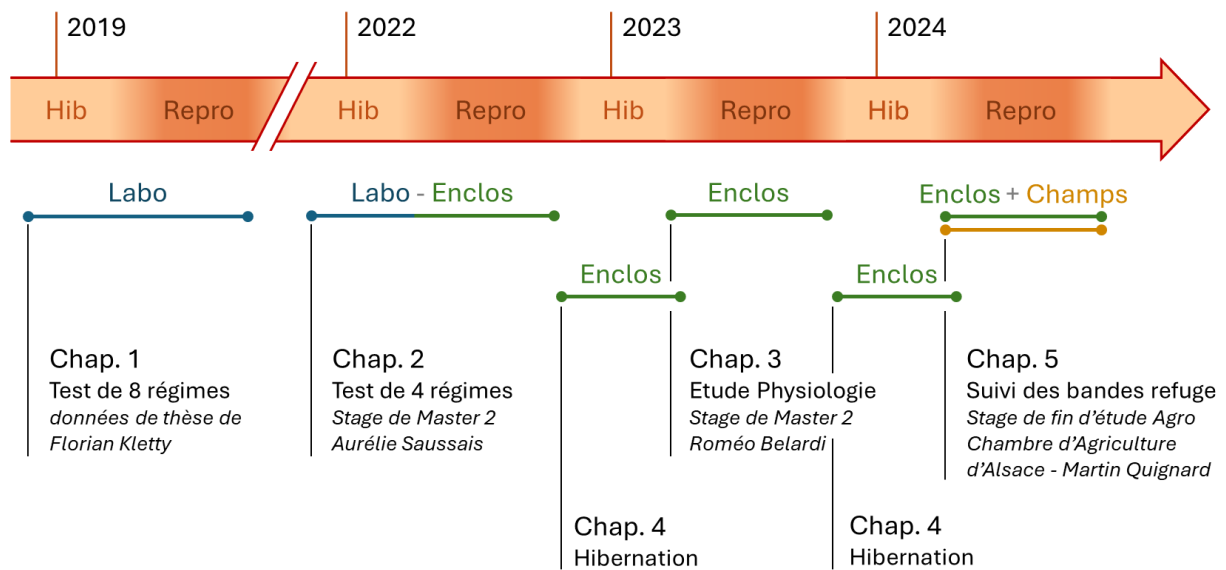 2019
2022
2023
2024
Hib
Repro
Hib
Repro
Hib
Repro
Hib
Repro
Labo
Labo - Enclos
Enclos
Enclos + Champs
Enclos
Enclos
Chap. 1
Test de 8 régimes
données de thèse de
Florian Kletty
Chap. 2
Test de 4 régimes
Stage de Master 2
Aurélie Saussais
Chap. 3
Etude Physiologie
Stage de Master 2
Roméo Belardi
Chap. 5
Suivi des bandes refuge
Stage de fin d'étude Agro
Chambre d'Agriculture
d'Alsace - Martin Quignard
Chap. 4
Hibernation
Chap. 4
Hibernation